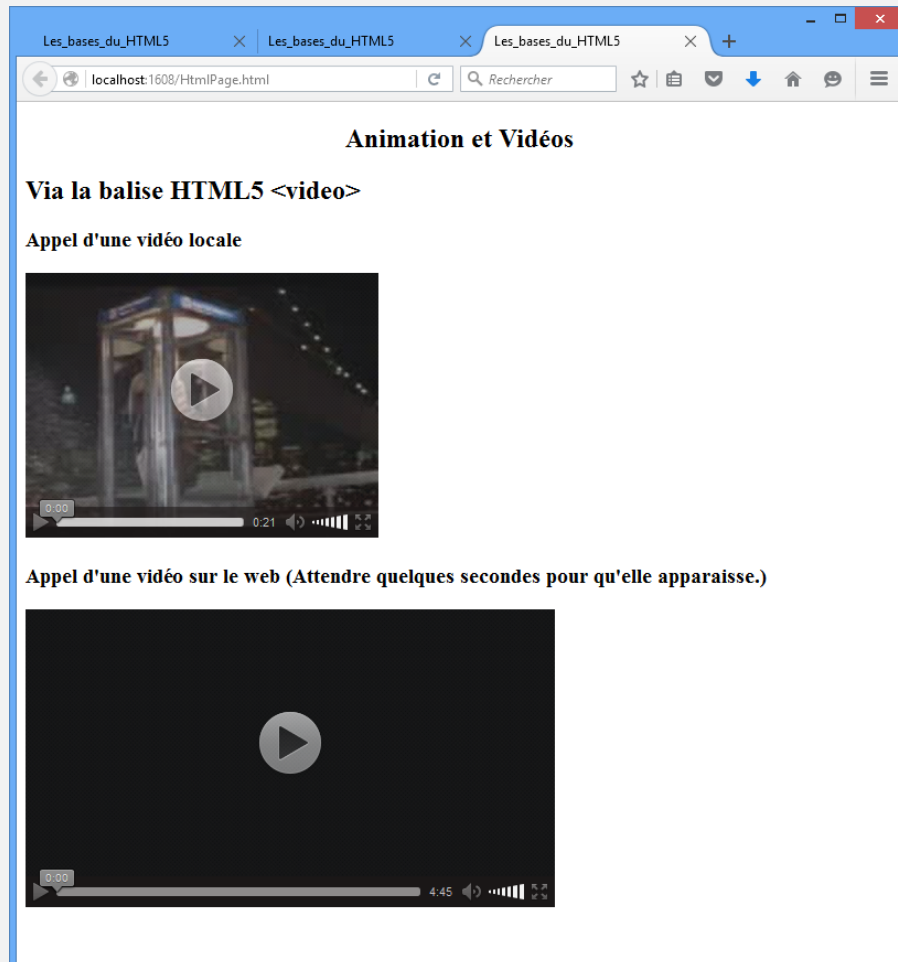 Les_bases_du_HTML5 Les_bases_du_HTML5 Les_bases_du_HTML5
localhost:1608/HtmlPage.html Rechercher
Animation et Vidéos
Via la balise HTML5 <video>
Appel d'une vidéo locale
0:00
0:21
Appel d'une vidéo sur le web (Attendre quelques secondes pour qu'elle apparaisse.)
0:00
4:45